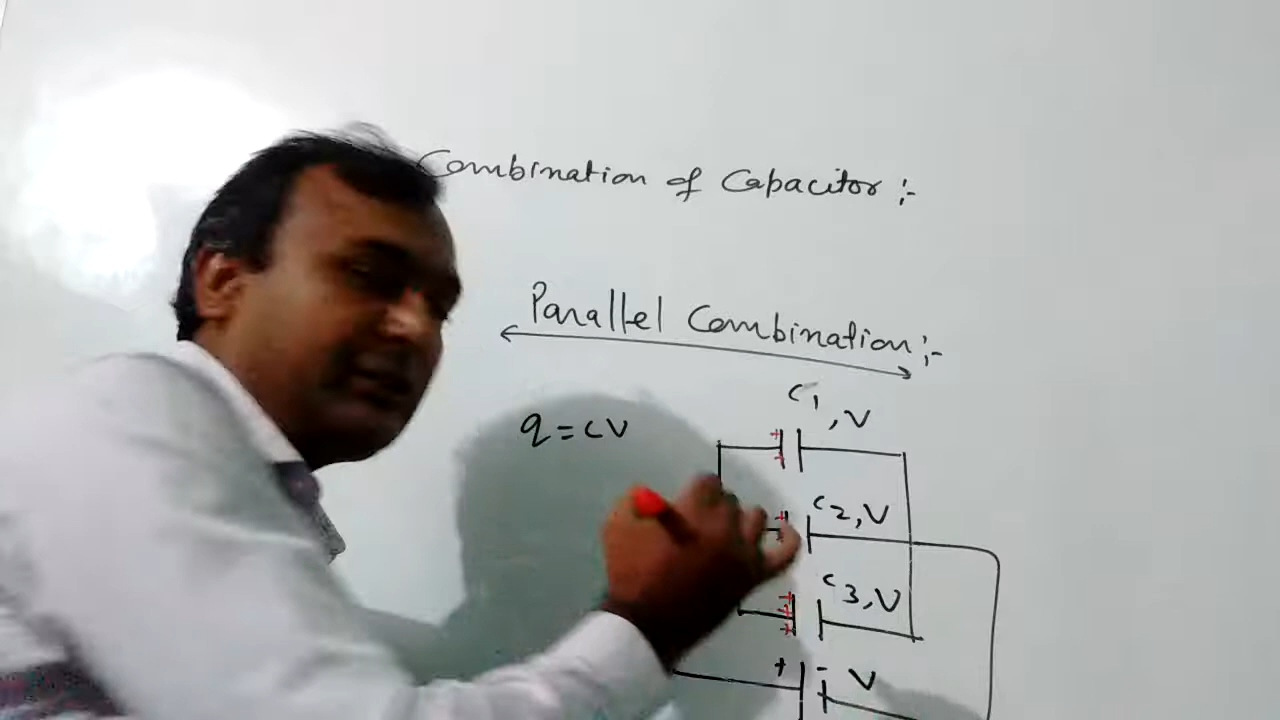 Combination of Capacitor :-
Parallel Combination :-
q = CV
C1, V
+
-
C2, V
+
+
C3, V
+
+
+
+ - V